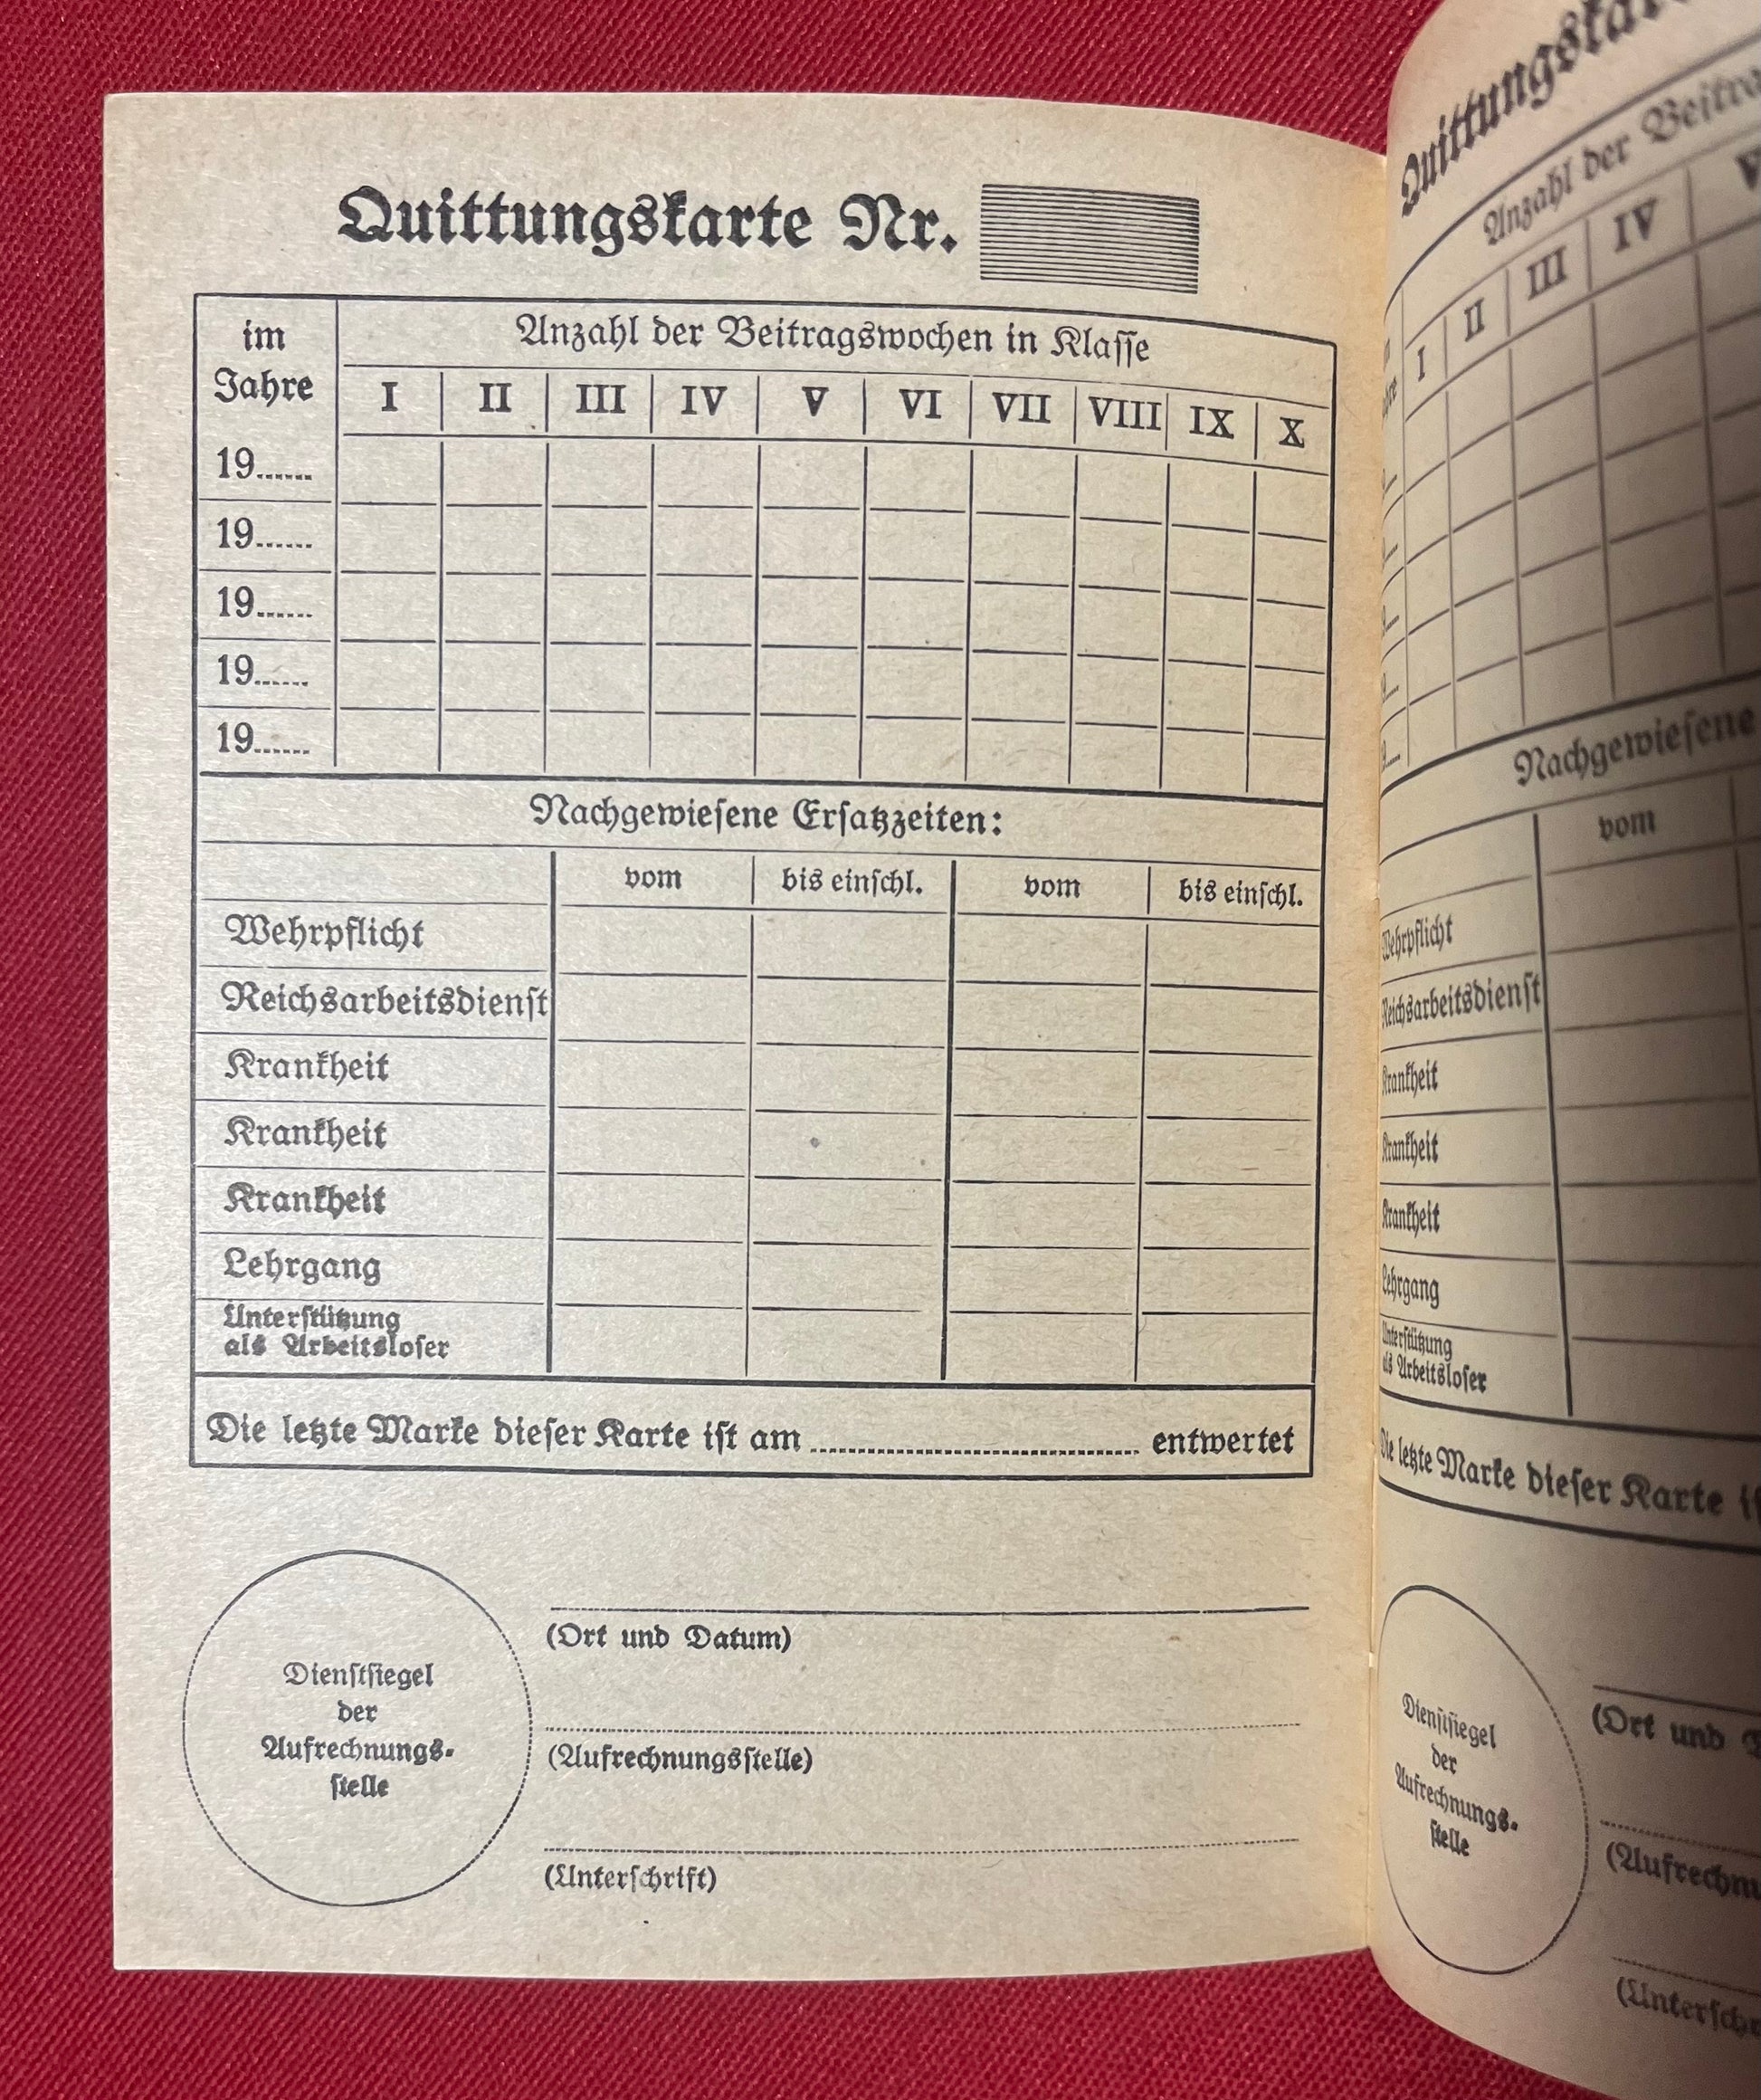 Quittungskarte Nr.
im Jahre
Anzahl der Beitragswochen in Klasse
I II III IV V VI VII VIII IX X
19......
19......
19......
19......
19......
Nachgewiesene Ersatzzeiten:
vom bis einschl. vom bis einschl.
Wehrpflicht
Reichsarbeitsdienst
Krankheit
Krankheit
Krankheit
Lehrgang
Unterstützung
als Arbeitsloser
Die letzte Marke dieser Karte ist am ........................ entwertet
Dienstsiegel
der
Aufrechnungs-
stelle
(Ort und Datum)
(Aufrechnungsstelle)
(Unterschrift)
Anzahl der
I II III IV
Nachgewiesene
vom
Wehrpflicht
Reichsarbeitsdienst
Krankheit
Krankheit
Krankheit
Lehrgang
Unterstützung
als Arbeitsloser
Die letzte Marke dieser Karte
Dienstsiegel
der
Aufrechnungs-
stelle
(Ort und